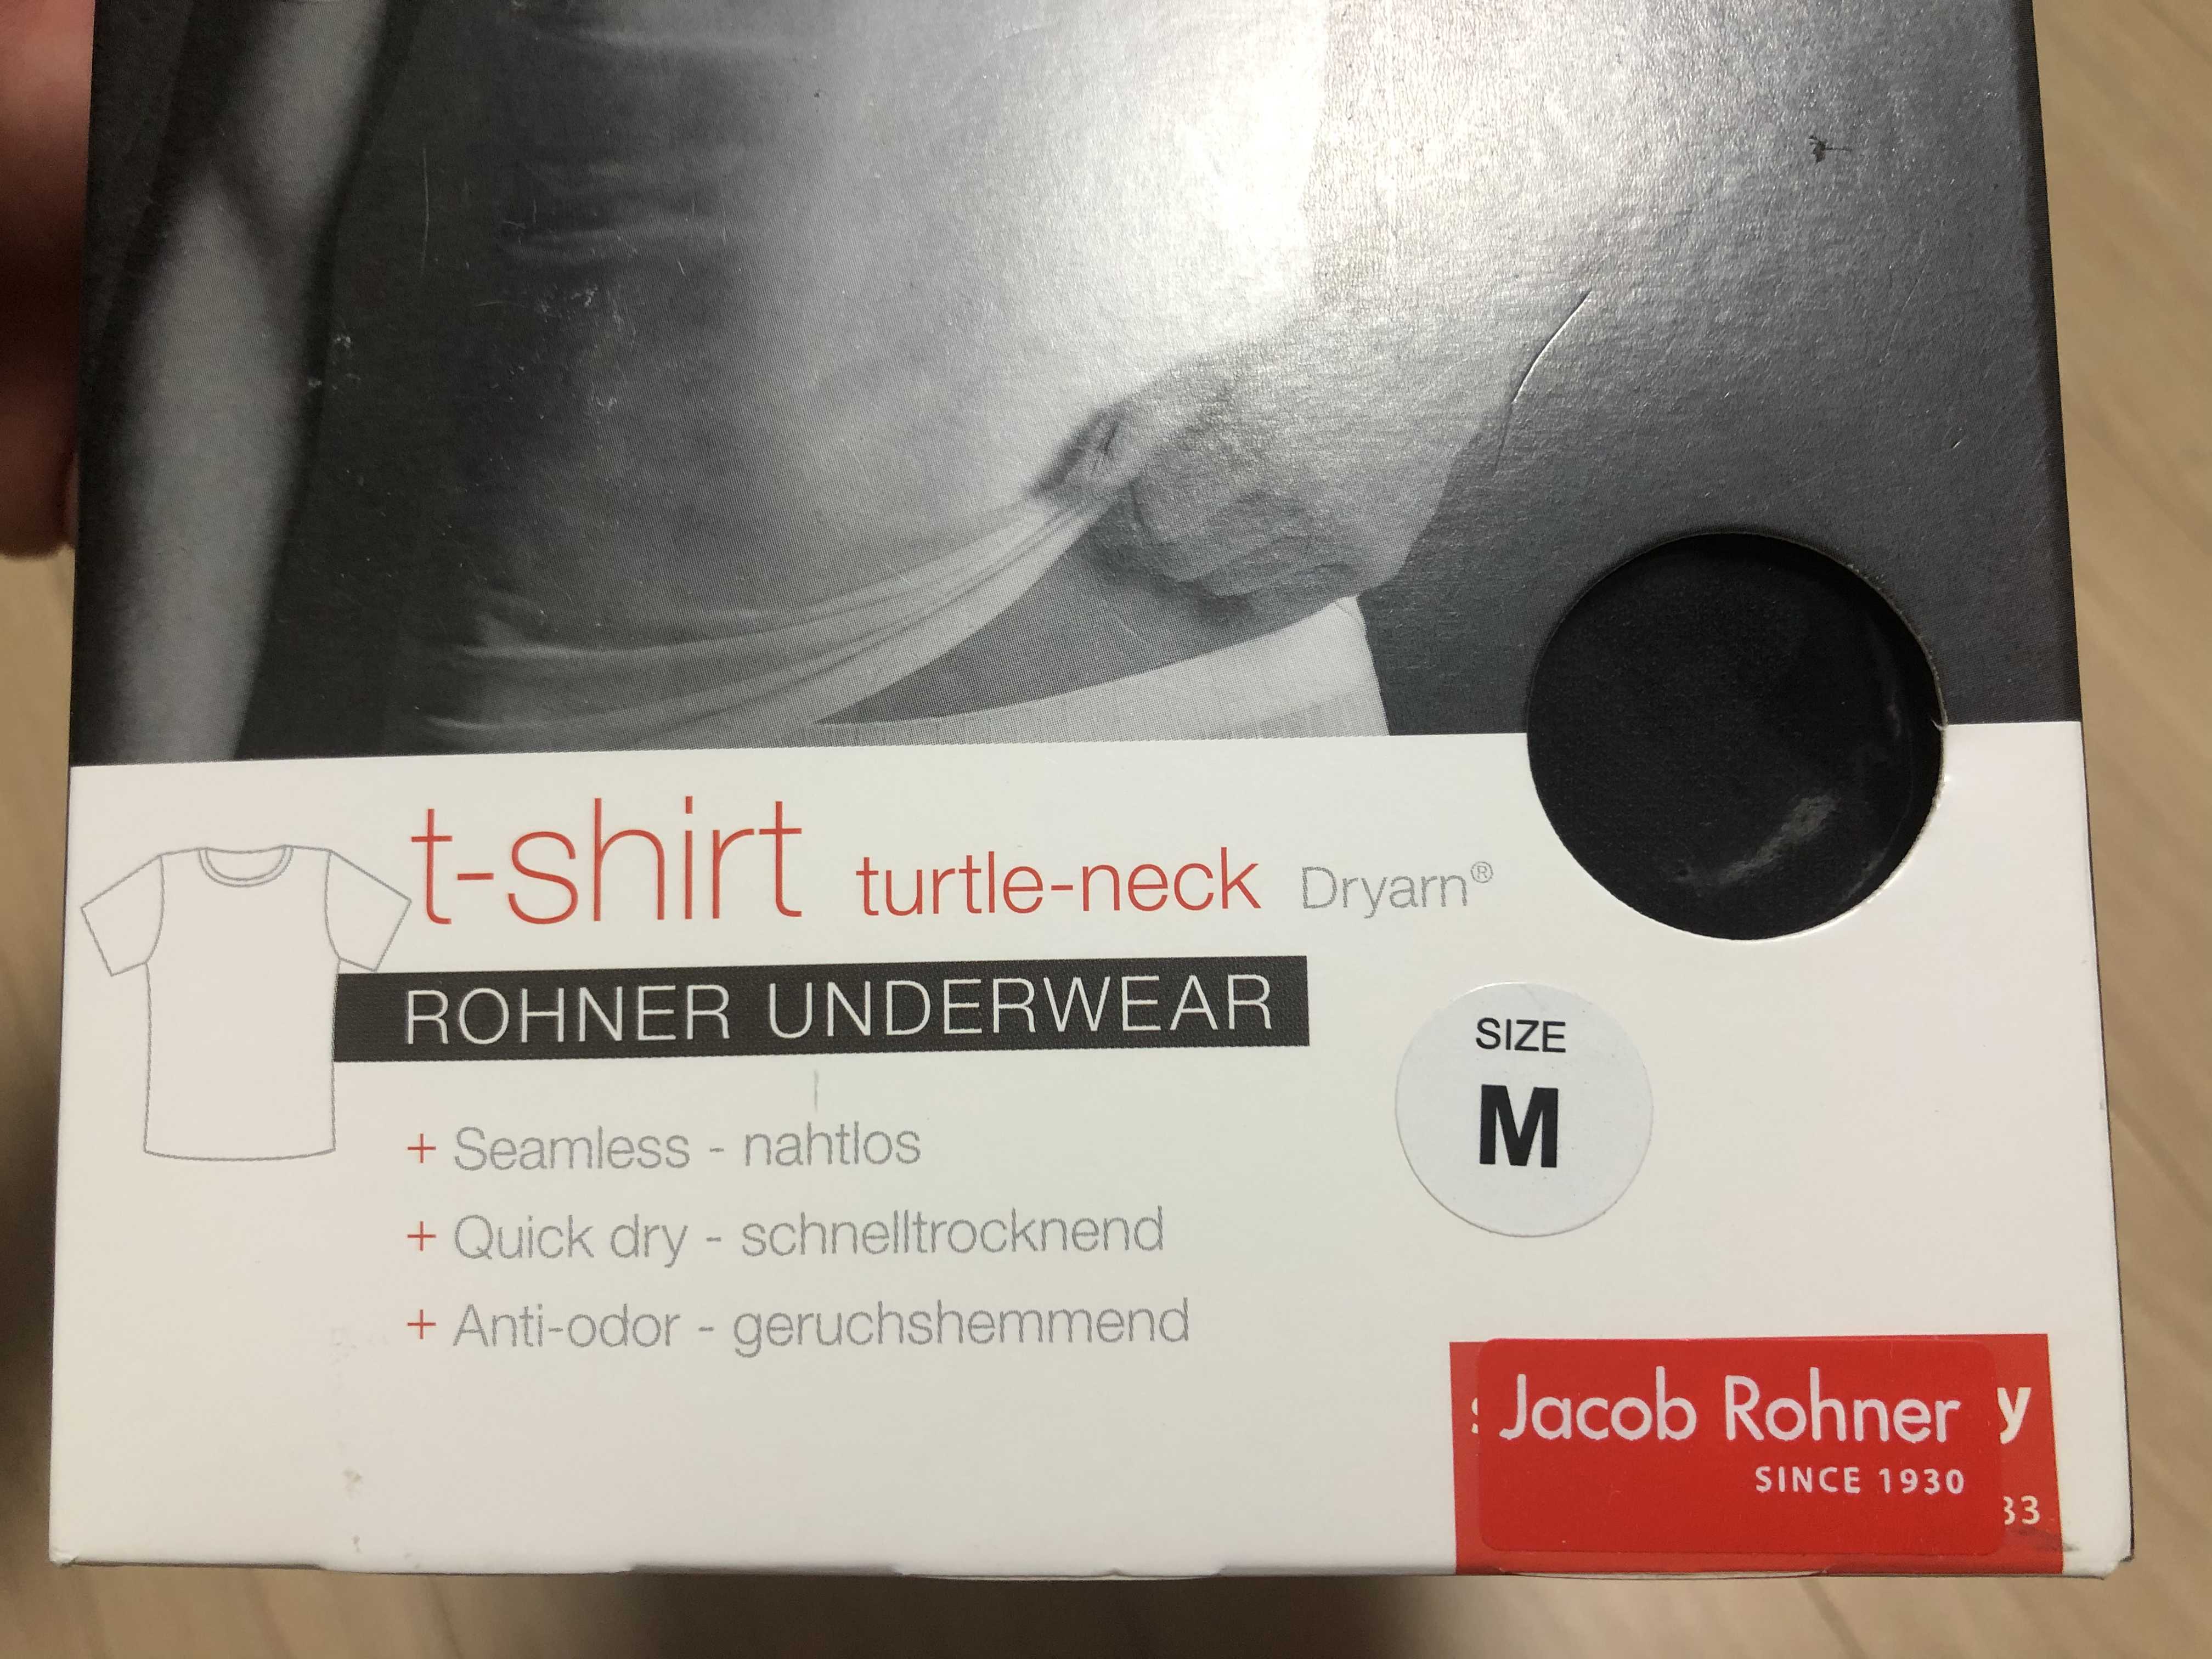 t-shirt turtle-neck Dryarn®
ROHNER UNDERWEAR
SIZE
M
+ Seamless - nahtlos
+ Quick dry - schnelltrocknend
+ Anti-odor - geruchshemmend
Jacob Rohner
SINCE 1930
y
33